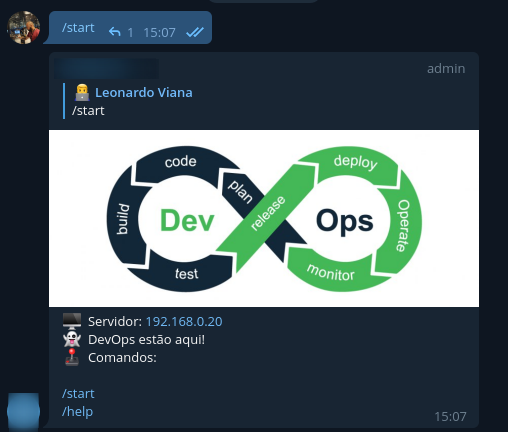 /start
1 15:07
admin
Leonardo Viana
/start
code
deploy
plan
build
Dev
release
Ops
Operate
test
monitor
Servidor: 192.168.0.20
DevOps estão aqui!
Comandos:
/start
/help
15:07